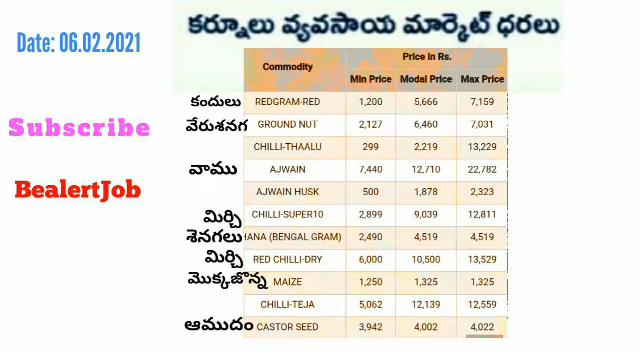 కర్నూలు వ్యవసాయ మార్కెట్ ధరలు
Date: 06.02.2021
Subscribe
BealertJob
Commodity Price in Rs.
Min Price Modal Price Max Price
కందులు REDGRAM-RED 1,200 5,666 7,159
వేరుశనగ GROUND NUT 2,127 6,460 7,031
CHILLI-THAALU 299 2,219 13,229
వాము AJWAIN 7,440 12,710 22,782
AJWAIN HUSK 500 1,878 2,323
మిర్చి CHILLI-SUPER10 2,899 9,039 12,811
శెనగలు HANA (BENGAL GRAM) 2,490 4,519 4,519
మిర్చి RED CHILLI-DRY 6,000 10,500 13,529
మొక్కజొన్న MAIZE 1,250 1,325 1,325
CHILLI-TEJA 5,062 12,139 12,559
ఆముదం CASTOR SEED 3,942 4,002 4,022